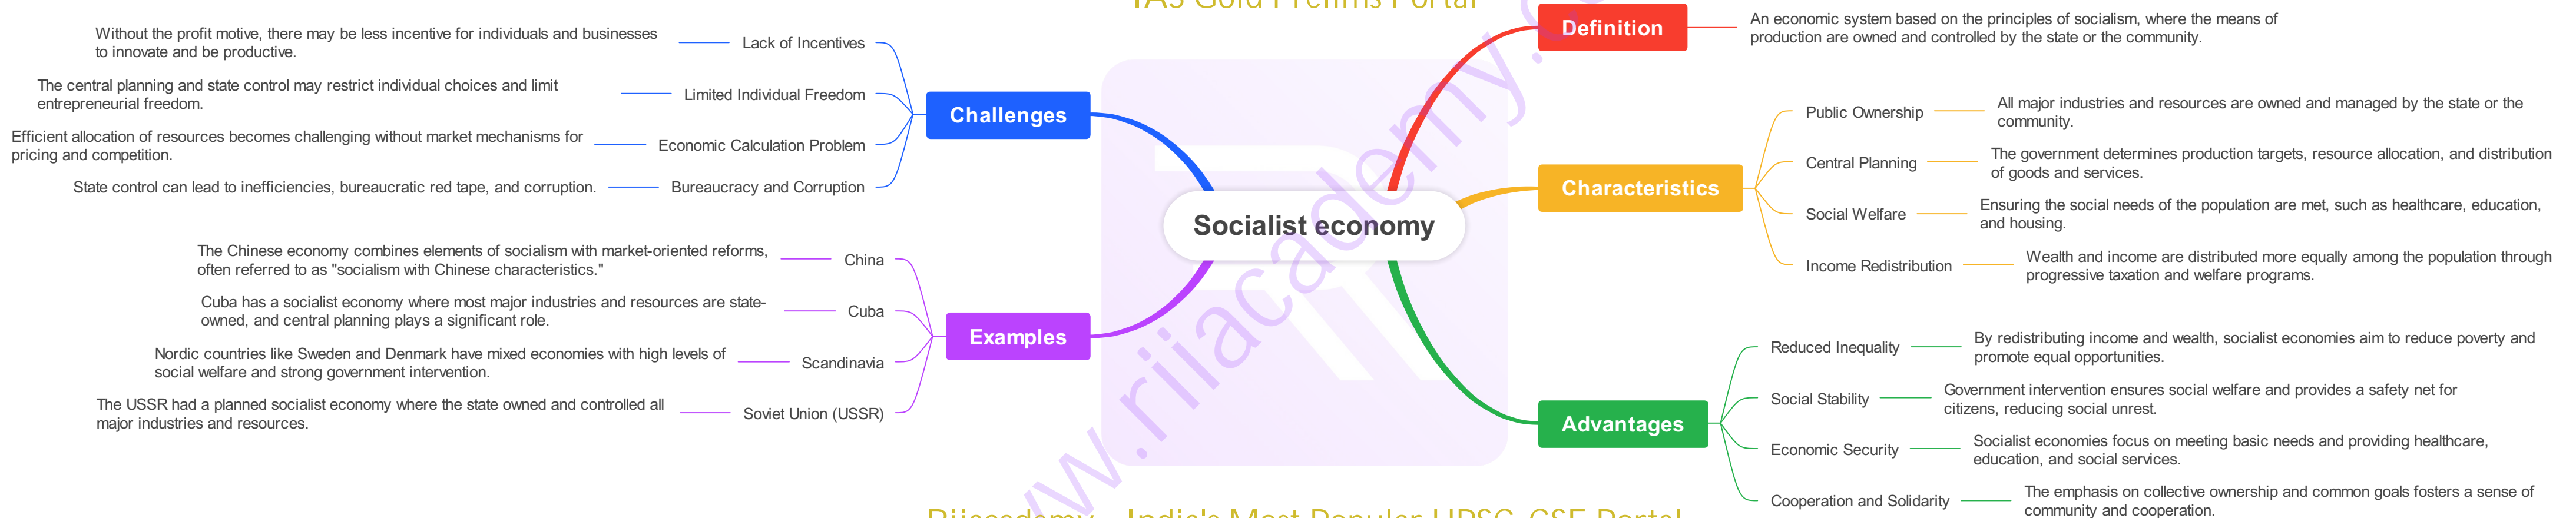 IAS Gold Prelims Portal
Socialist economy
Definition
An economic system based on the principles of socialism, where the means of
production are owned and controlled by the state or the community.
Characteristics
Public Ownership
All major industries and resources are owned and managed by the state or the
community.
Central Planning
The government determines production targets, resource allocation, and distribution
of goods and services.
Social Welfare
Ensuring the social needs of the population are met, such as healthcare, education,
and housing.
Income Redistribution
Wealth and income are distributed more equally among the population through
progressive taxation and welfare programs.
Advantages
Reduced Inequality
By redistributing income and wealth, socialist economies aim to reduce poverty and
promote equal opportunities.
Social Stability
Government intervention ensures social welfare and provides a safety net for
citizens, reducing social unrest.
Economic Security
Socialist economies focus on meeting basic needs and providing healthcare,
education, and social services.
Cooperation and Solidarity
The emphasis on collective ownership and common goals fosters a sense of
community and cooperation.
Challenges
Lack of Incentives
Without the profit motive, there may be less incentive for individuals and businesses
to innovate and be productive.
Limited Individual Freedom
The central planning and state control may restrict individual choices and limit
entrepreneurial freedom.
Economic Calculation Problem
Efficient allocation of resources becomes challenging without market mechanisms for
pricing and competition.
Bureaucracy and Corruption
State control can lead to inefficiencies, bureaucratic red tape, and corruption.
Examples
China
The Chinese economy combines elements of socialism with market-oriented reforms,
often referred to as "socialism with Chinese characteristics."
Cuba
Cuba has a socialist economy where most major industries and resources are state-
owned, and central planning plays a significant role.
Scandinavia
Nordic countries like Sweden and Denmark have mixed economies with high levels of
social welfare and strong government intervention.
Soviet Union (USSR)
The USSR had a planned socialist economy where the state owned and controlled all
major industries and resources.
India's Most Popular UPSC-CSE Portal